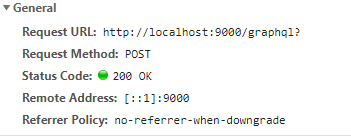 General
Request URL: http://localhost:9000/graphql?
Request Method: POST
Status Code: 200 OK
Remote Address: [::1]:9000
Referrer Policy: no-referrer-when-downgrade